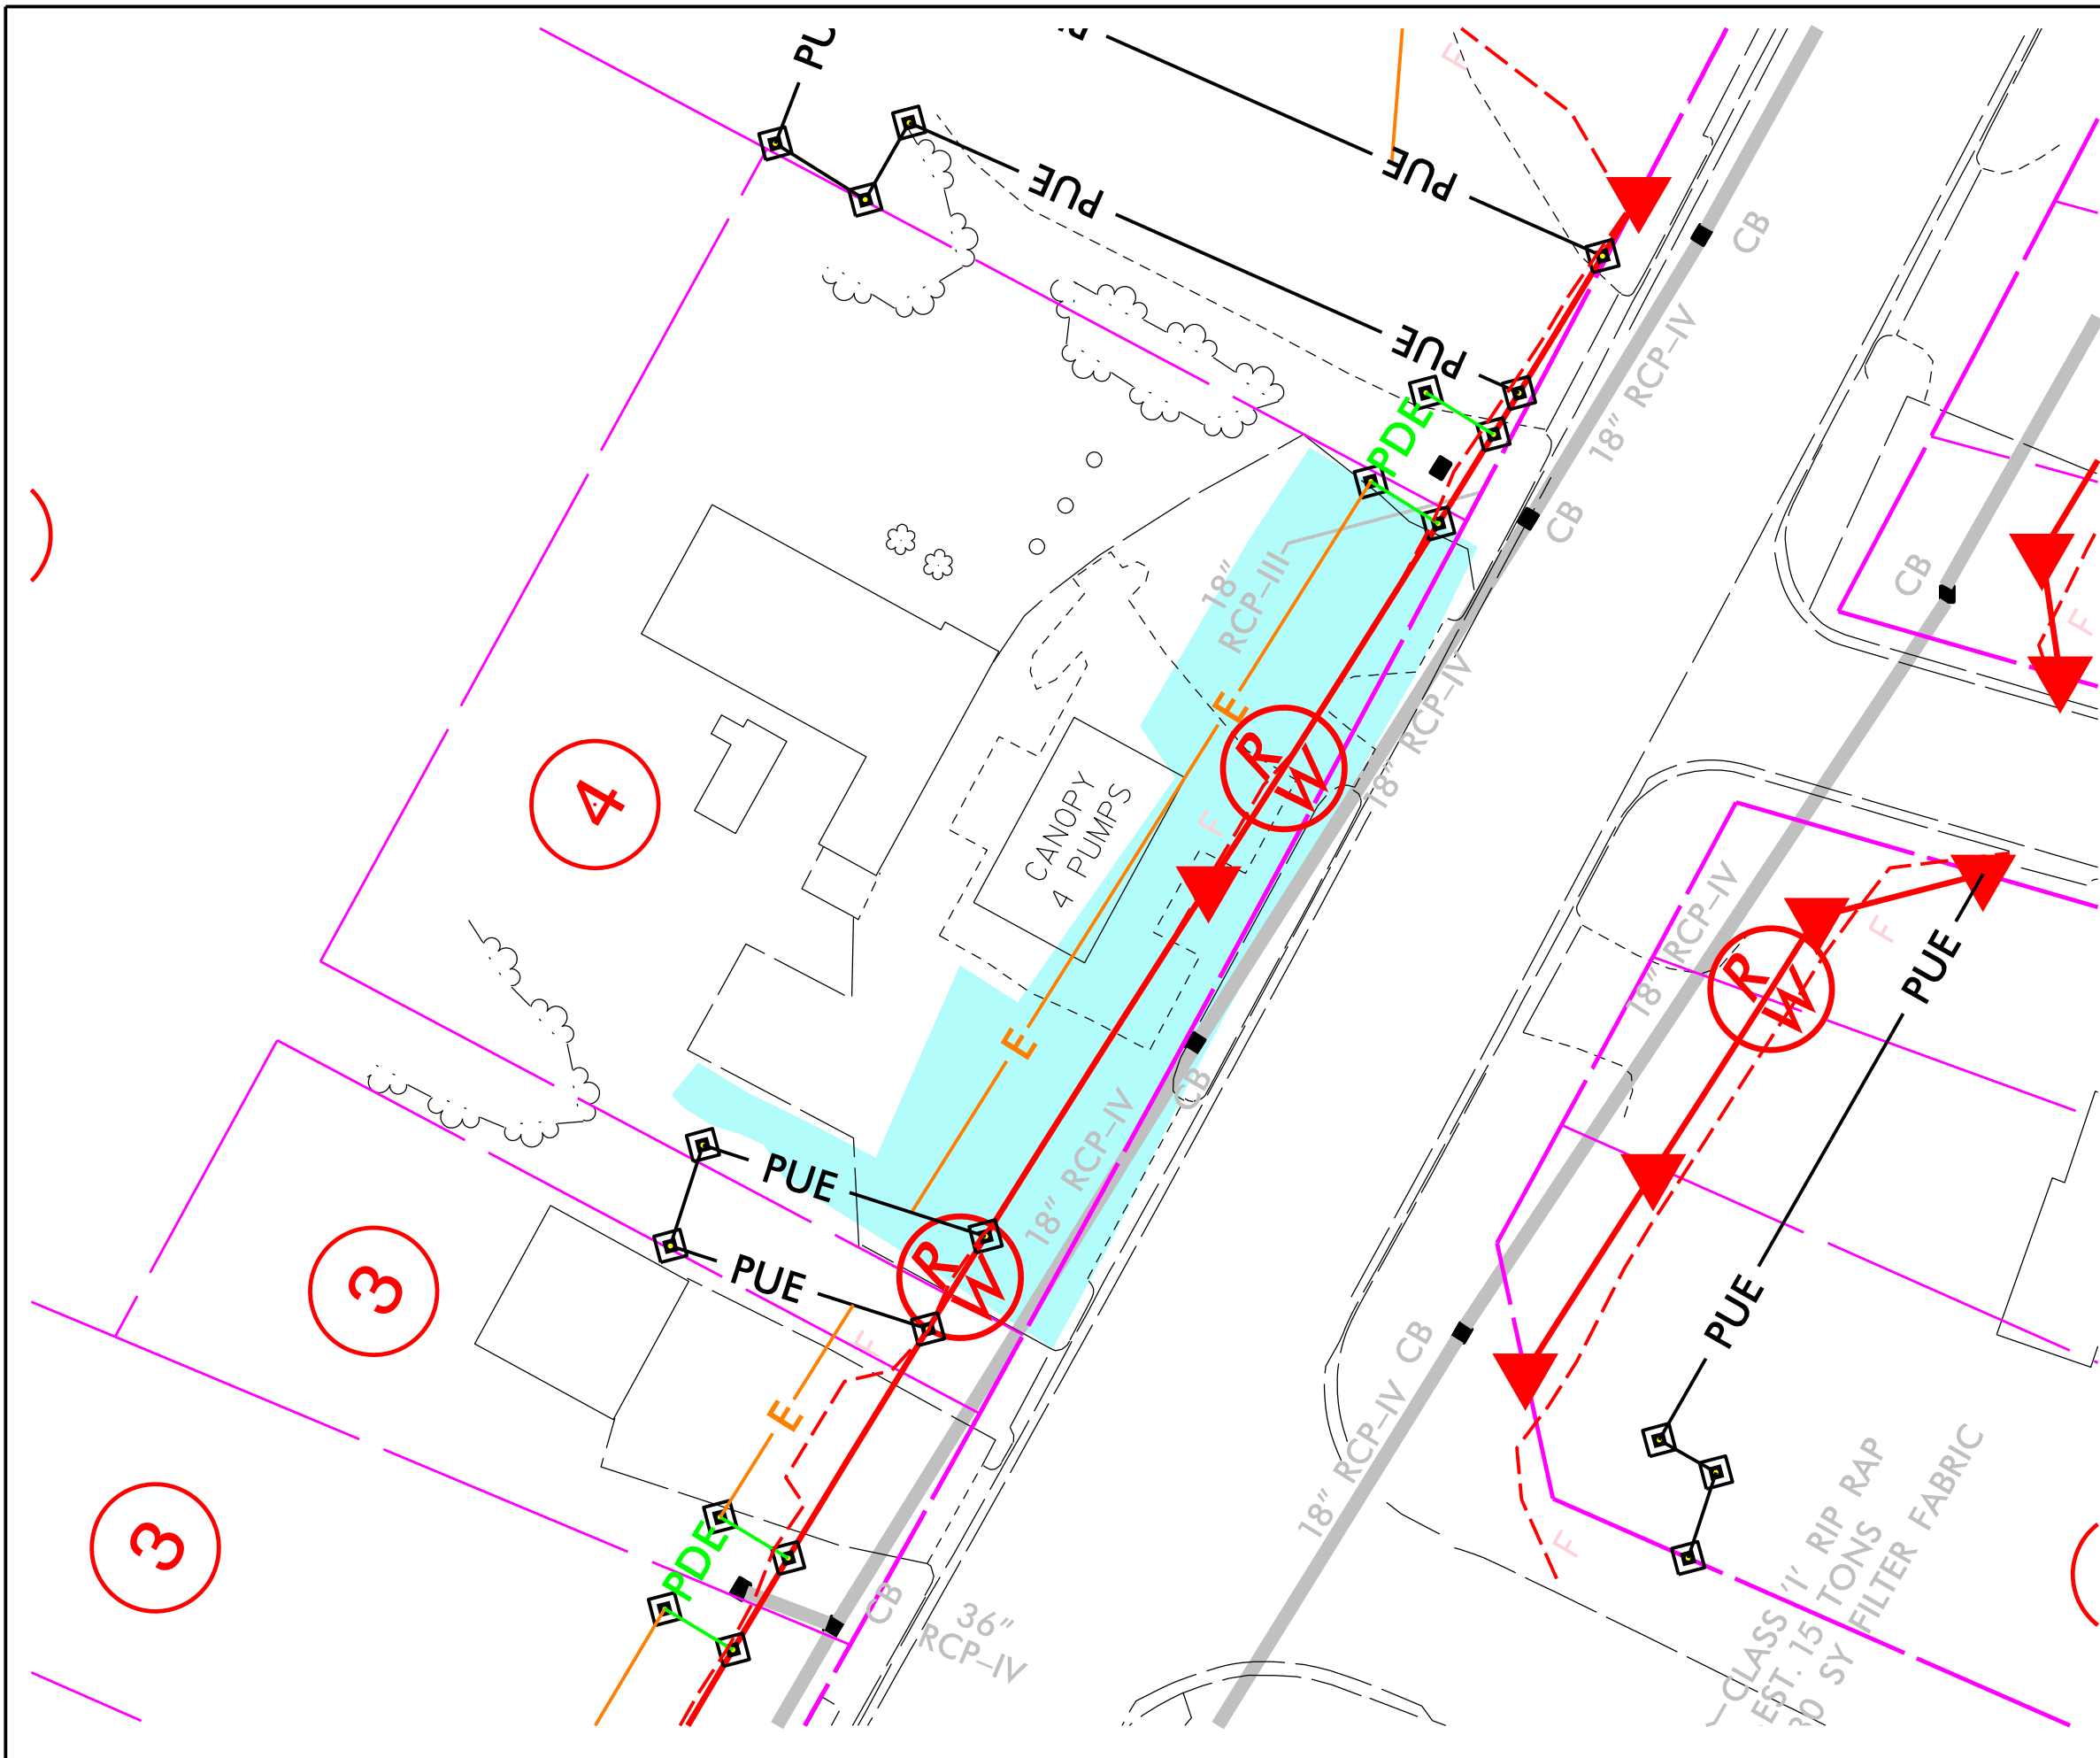 PUE
PUE
F
PUE
CB
PUE
18" RCP-IV
PDE
CB
18"
RCP-III
CB
F
E
R
W
18" RCP-IV
4
CANOPY
4 PUMPS
F
18" RCP-IV
F
PUE
R
W
E
CB
18" RCP-IV
PUE
R
W
PUE
3
PUE
F
CB
E
18" RCP-IV
3
PDE
F
CB
36"
RCP-IV
CLASS 'I' RIP RAP
EST. 15 TONS
30 SY FILTER FABRIC